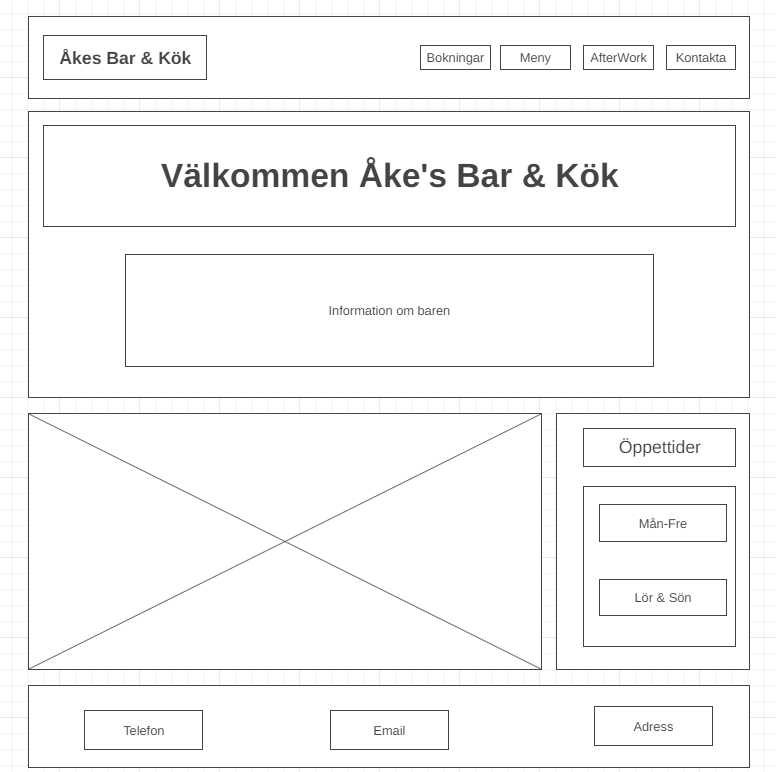 Åkes Bar & Kök
Bokningar
Meny
AfterWork
Kontakta
Välkommen Åke's Bar & Kök
Information om baren
Öppettider
Mån-Fre
Lör & Sön
Telefon
Email
Adress